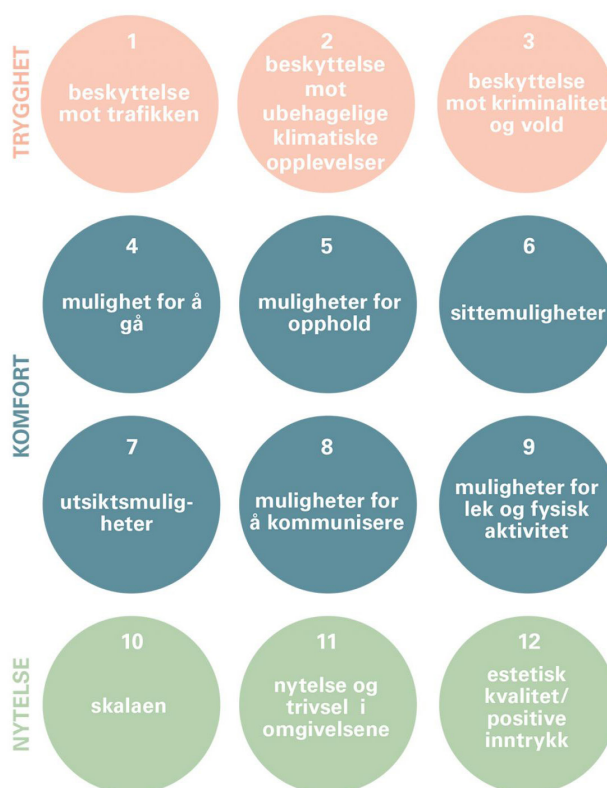 TRYGGHET
1
beskyttelse
mot trafikken
2
beskyttelse
mot
ubehagelige
klimatiske
opplevelser
3
beskyttelse
mot kriminalitet
og vold
KOMFORT
4
mulighet for å
gå
5
muligheter for
opphold
6
sittemuligheter
7
utsiktsmulig-
heter
8
muligheter for
å kommunisere
9
muligheter for
lek og fysisk
aktivitet
NYTELSE
10
skalaen
11
nytelse og
trivsel i
omgivelsene
12
estetisk
kvalitet/
positive
inntrykk